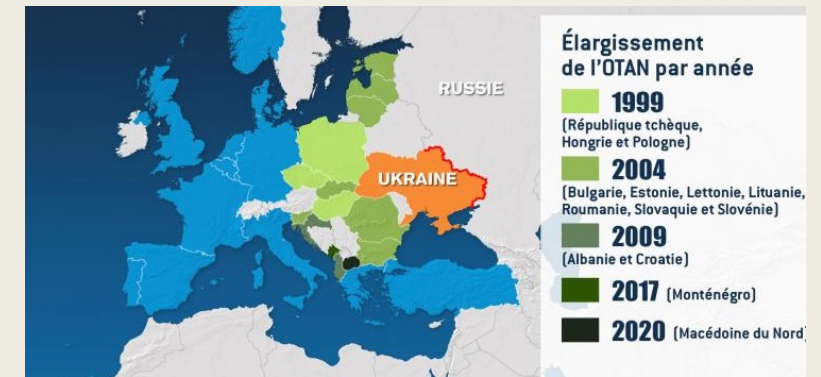 Élargissement
de l'OTAN par année
1999
(République tchèque,
Hongrie et Pologne)
2004
(Bulgarie, Estonie, Lettonie, Lituanie,
Roumanie, Slovaquie et Slovénie)
2009
(Albanie et Croatie)
2017 (Monténégro)
2020 (Macédoine du Nord)
RUSSIE
UKRAINE